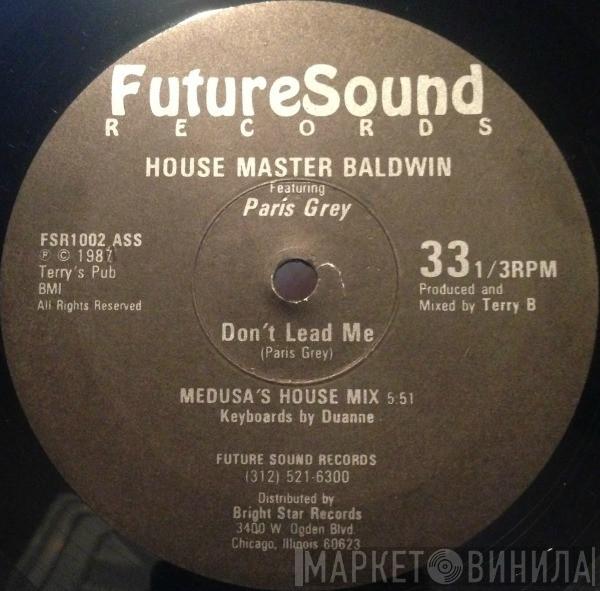 FutureSound
RECORDS
HOUSE MASTER BALDWIN
Featuring
Paris Grey
FSR1002 ASS
℗ © 1987
Terry's Pub
BMI
All Rights Reserved
33 1/3RPM
Produced and
Mixed by Terry B
Don't Lead Me
(Paris Grey)
MEDUSA'S HOUSE MIX 5:51
Keyboards by Duanne
FUTURE SOUND RECORDS
(312) 521-6300
Distributed by
Bright Star Records
3400 W. Ogden Blvd.
Chicago, Illinois 60623
МАРКЕТ ВИНИЛА